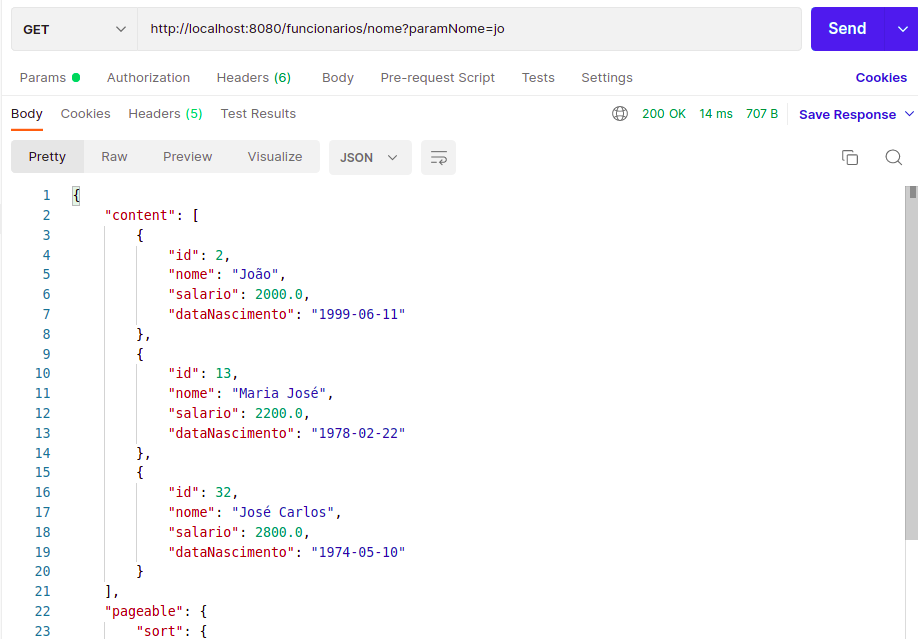 GET http://localhost:8080/funcionarios/nome?paramNome=jo Send
Params Authorization Headers (6) Body Pre-request Script Tests Settings Cookies
Body Cookies Headers (5) Test Results 200 OK 14 ms 707 B Save Response
Pretty Raw Preview Visualize JSON
1 {
2 "content": [
3 {
4 "id": 2,
5 "nome": "João",
6 "salario": 2000.0,
7 "dataNascimento": "1999-06-11"
8 },
9 {
10 "id": 13,
11 "nome": "Maria José",
12 "salario": 2200.0,
13 "dataNascimento": "1978-02-22"
14 },
15 {
16 "id": 32,
17 "nome": "José Carlos",
18 "salario": 2800.0,
19 "dataNascimento": "1974-05-10"
20 }
21 ],
22 "pageable": {
23 "sort": {